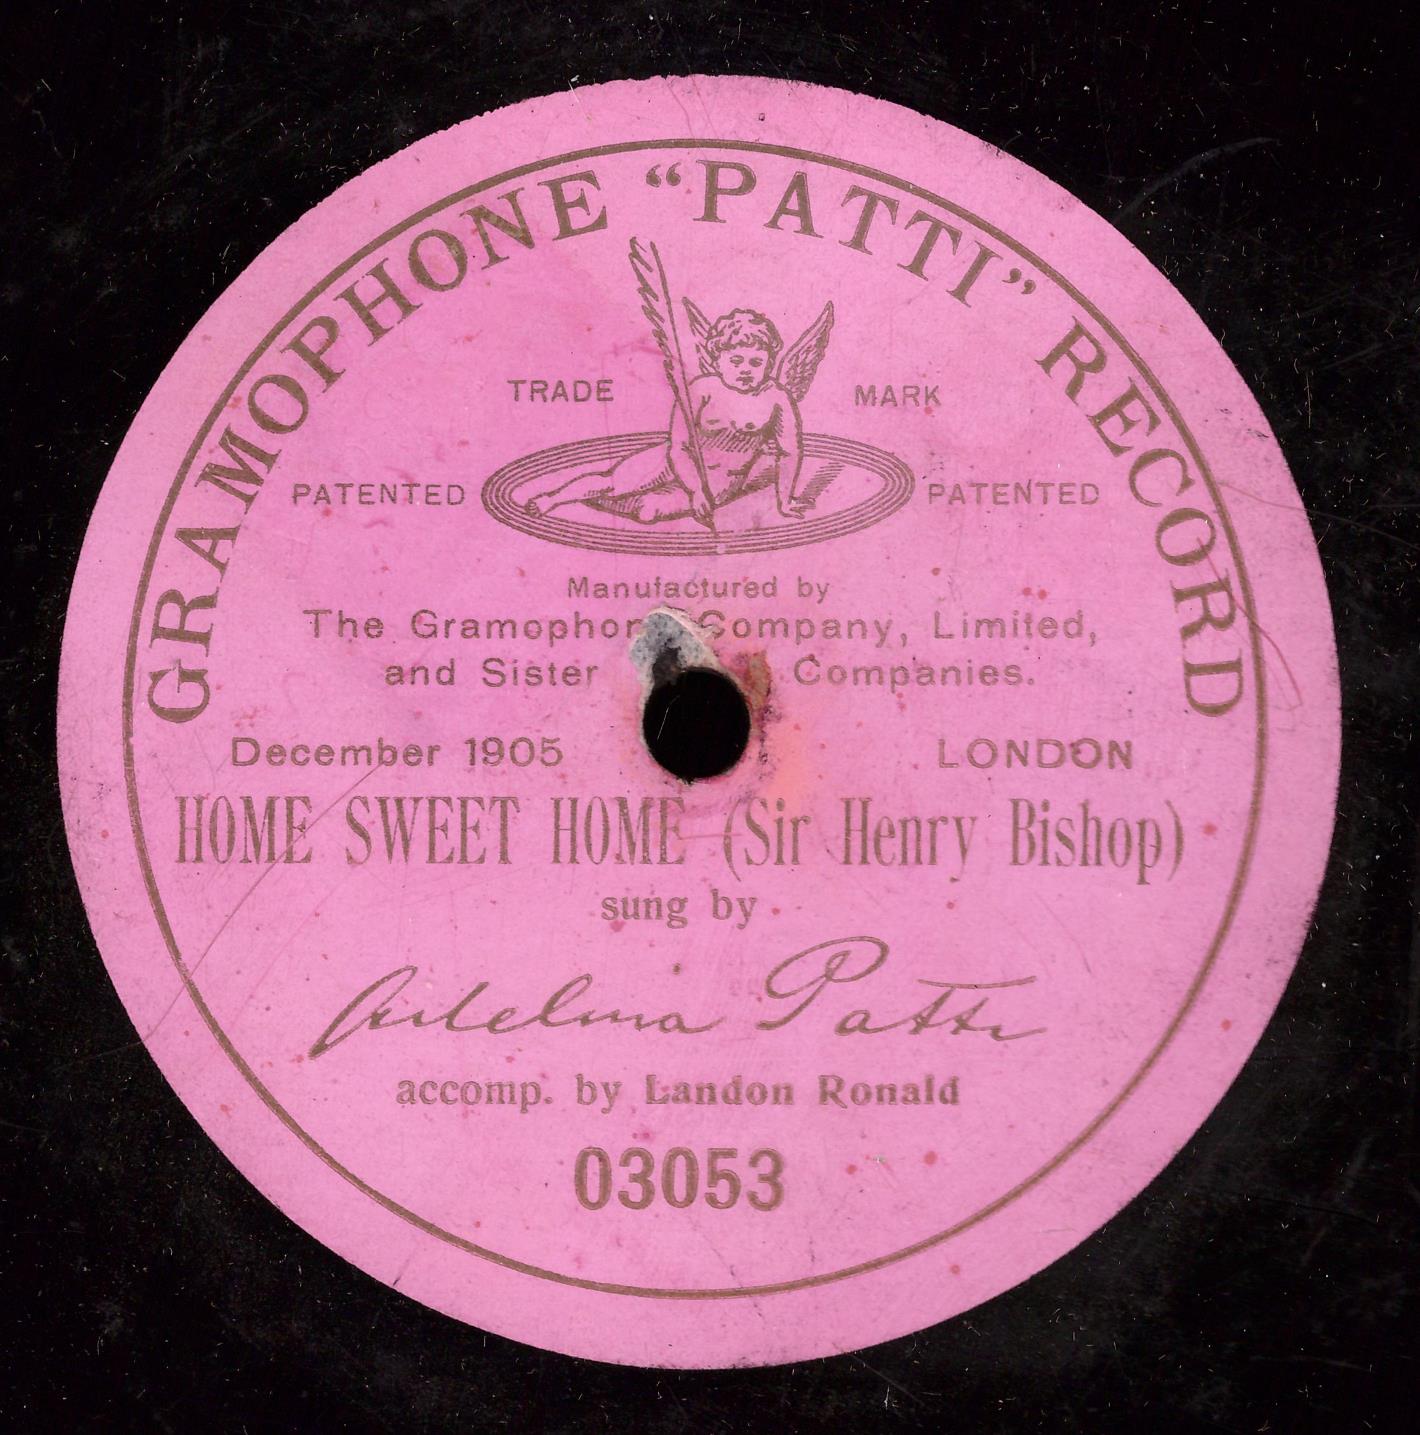 GRAMOPHONE “PATTI” RECORD
TRADE MARK
PATENTED PATENTED
Manufactured by
The Gramophone Company, Limited,
and Sister Companies.
December 1905 LONDON
HOME SWEET HOME (Sir Henry Bishop)
sung by
Adelina Patti
accomp. by Landon Ronald
03053